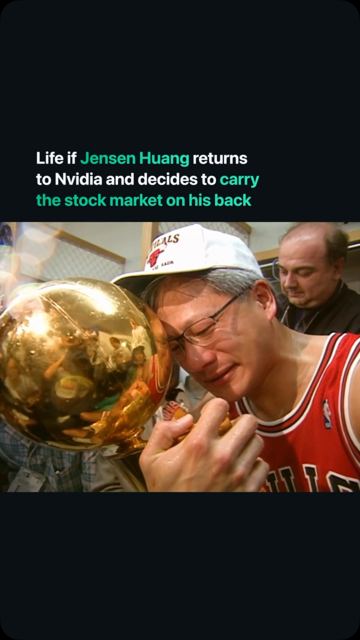 Life if Jensen Huang returns
to Nvidia and decides to carry
the stock market on his back